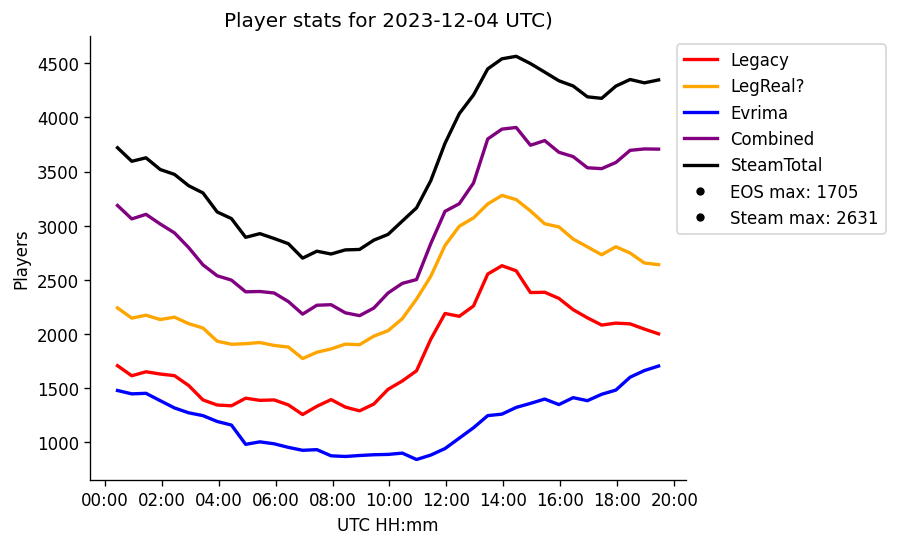 Player stats for 2023-12-04 UTC)
Legacy
LegReal?
Evrima
Combined
SteamTotal
EOS max: 1705
Steam max: 2631
4500
4000
3500
3000
2500
2000
1500
1000
Players
00:00 02:00 04:00 06:00 08:00 10:00 12:00 14:00 16:00 18:00 20:00
UTC HH:mm